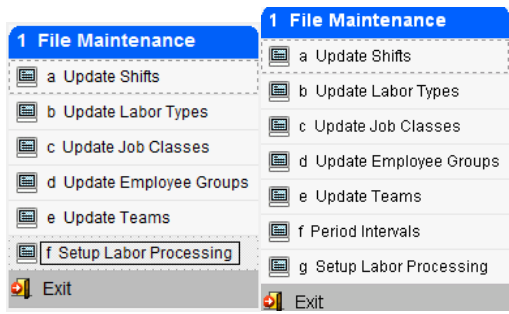 1 File Maintenance
a Update Shifts
b Update Labor Types
c Update Job Classes
d Update Employee Groups
e Update Teams
f Setup Labor Processing
Exit
1 File Maintenance
a Update Shifts
b Update Labor Types
c Update Job Classes
d Update Employee Groups
e Update Teams
f Period Intervals
g Setup Labor Processing
Exit